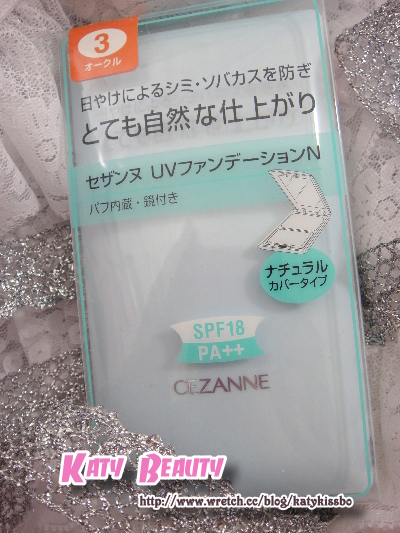 3
オークル
日やけによるシミ・ソバカスを防ぎ
とても自然な仕上がり
セザンヌ UVファンデーションN
パフ内蔵・鏡付き
ナチュラル
カバータイプ
SPF18
PA++
CEZANNE
KATY BEAUTY
http://www.wretch.cc/blog/katykissbo